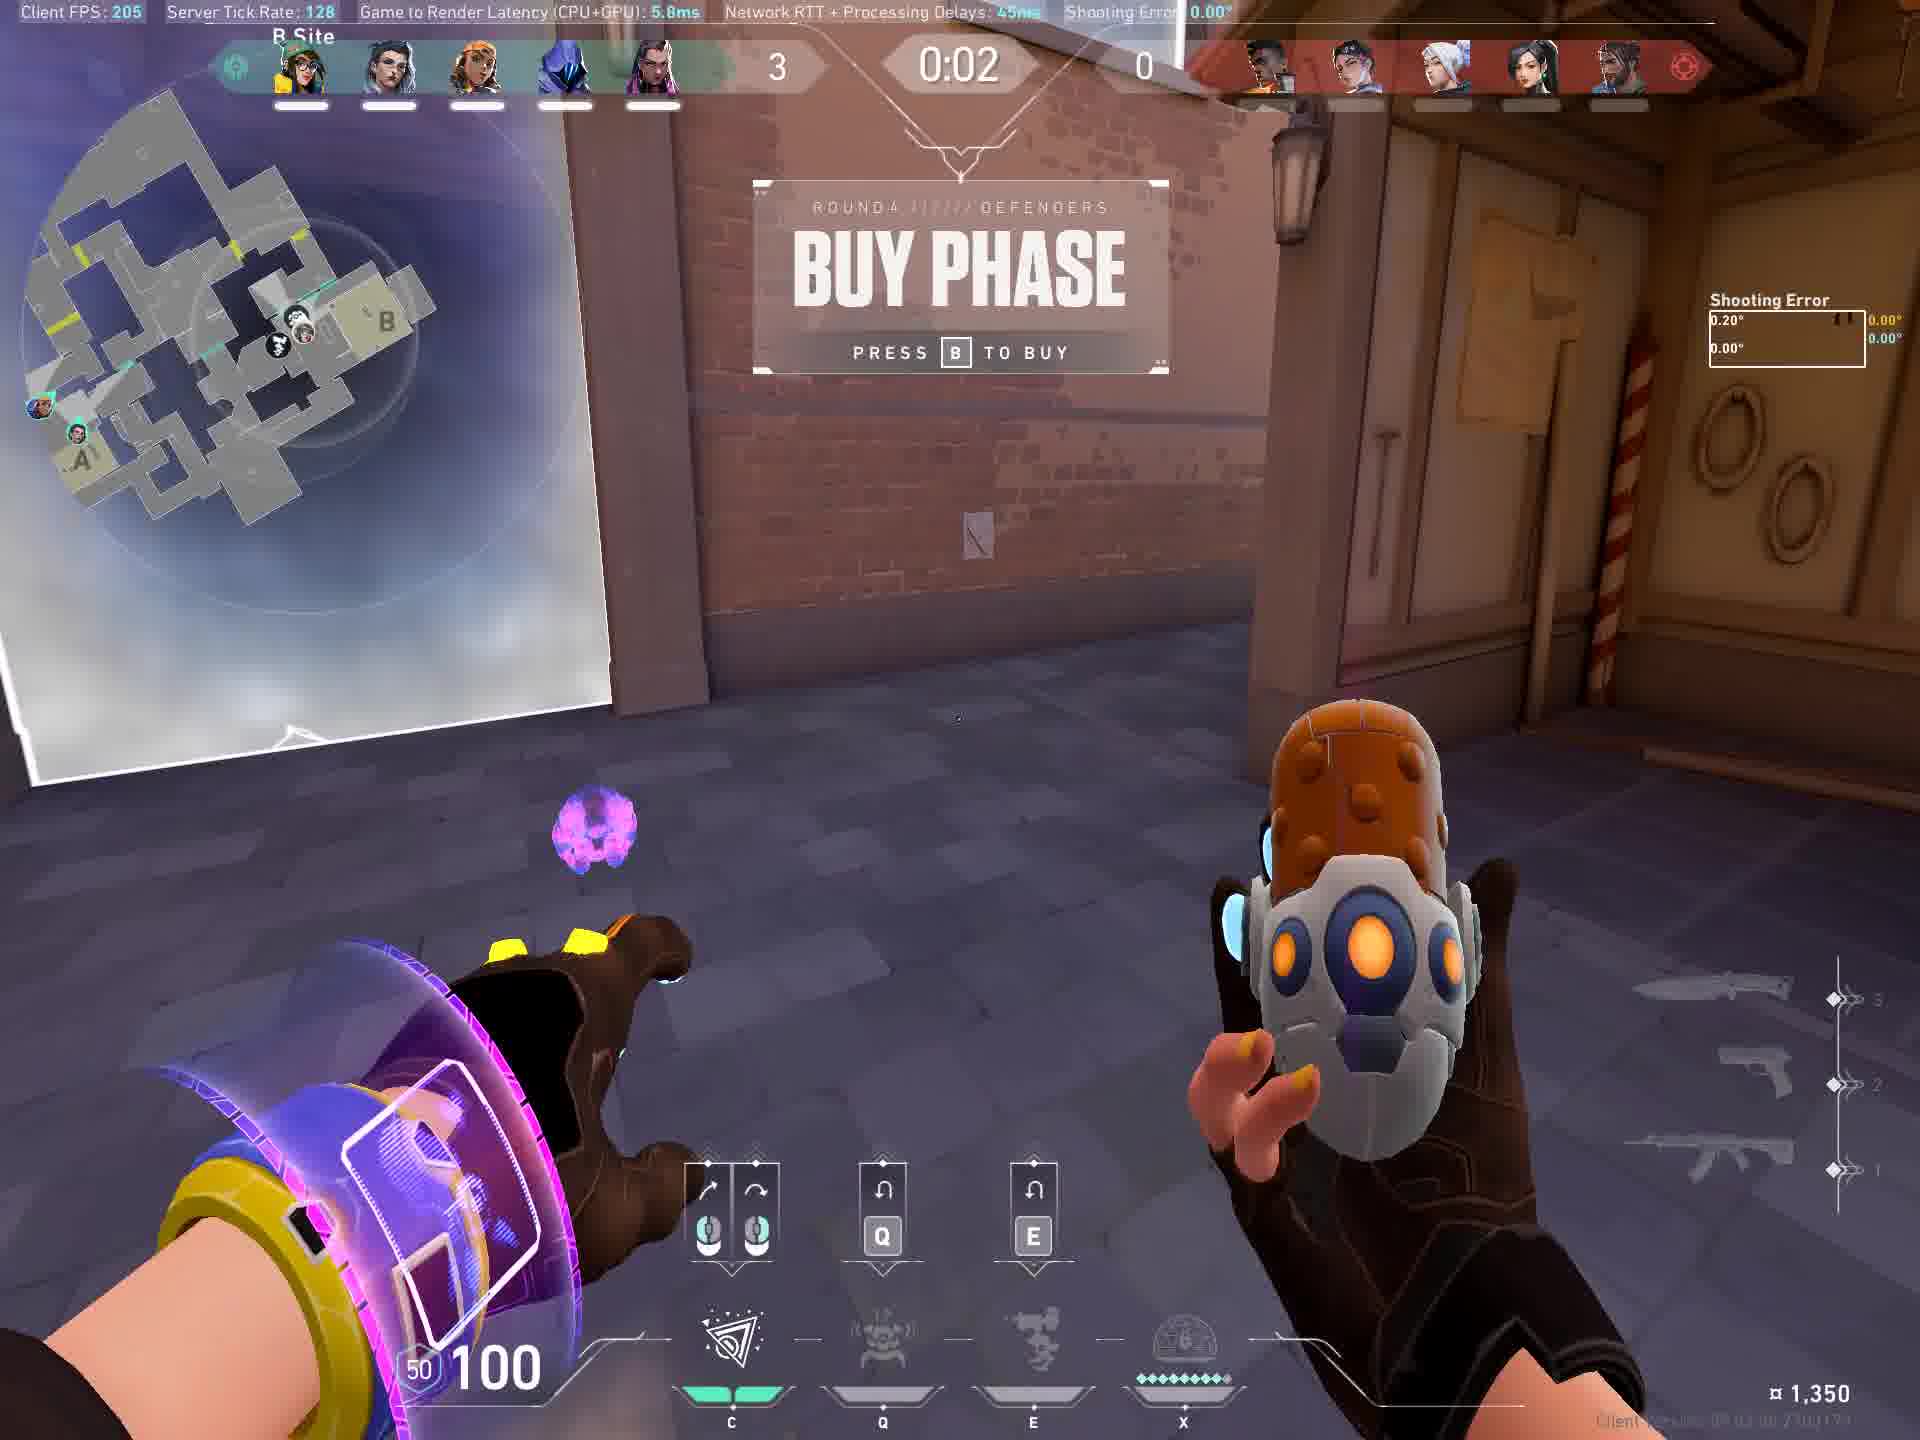 Client FPS: 205 Server Tick Rate: 128 Game to Render Latency (CPU+GPU): 5.8ms Network RTT + Processing Delays: 45ms Shooting Error: 0.00°
B Site
3 0:02 0
ROUND 4 ////// DEFENDERS
BUY PHASE
PRESS B TO BUY
Shooting Error
0.20° 0.00°
0.00°
0.00°
B
A
3
2
1
Q E
50 100
C Q E X
¤ 1,350